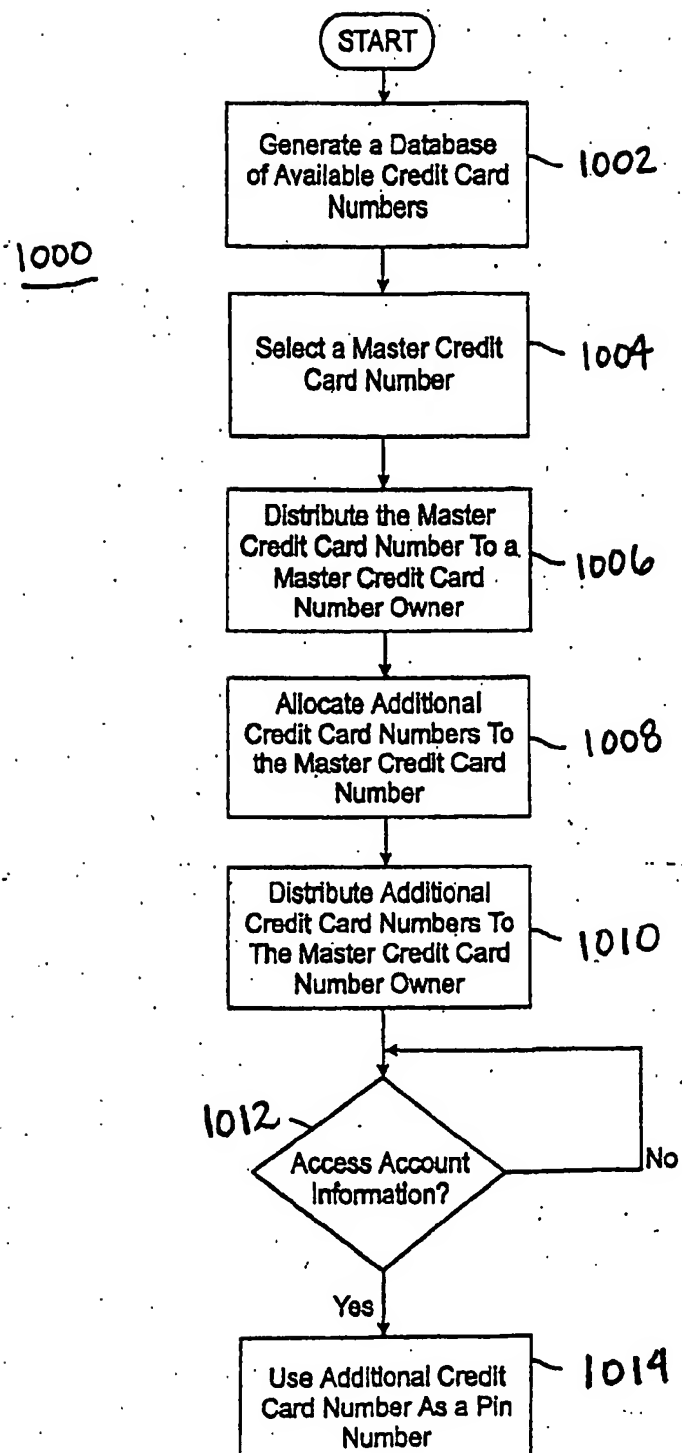 START
Generate a Database
of Available Credit Card
Numbers
1002
1000
Select a Master Credit
Card Number
1004
Distribute the Master
Credit Card Number To a
Master Credit Card
Number Owner
1006
Allocate Additional
Credit Card Numbers To
the Master Credit Card
Number
1008
Distribute Additional
Credit Card Numbers To
The Master Credit Card
Number Owner
1010
1012
Access Account
Information?
No
Yes
Use Additional Credit
Card Number As a Pin
Number
1014